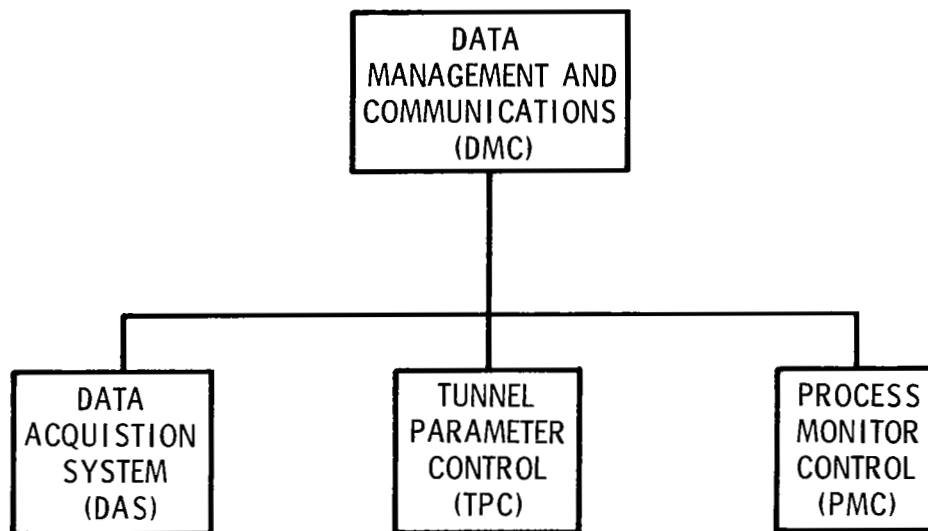 DATA
MANAGEMENT AND
COMMUNICATIONS
(DMC)
DATA
ACQUISTION
SYSTEM
(DAS)
TUNNEL
PARAMETER
CONTROL
(TPC)
PROCESS
MONITOR
CONTROL
(PMC)